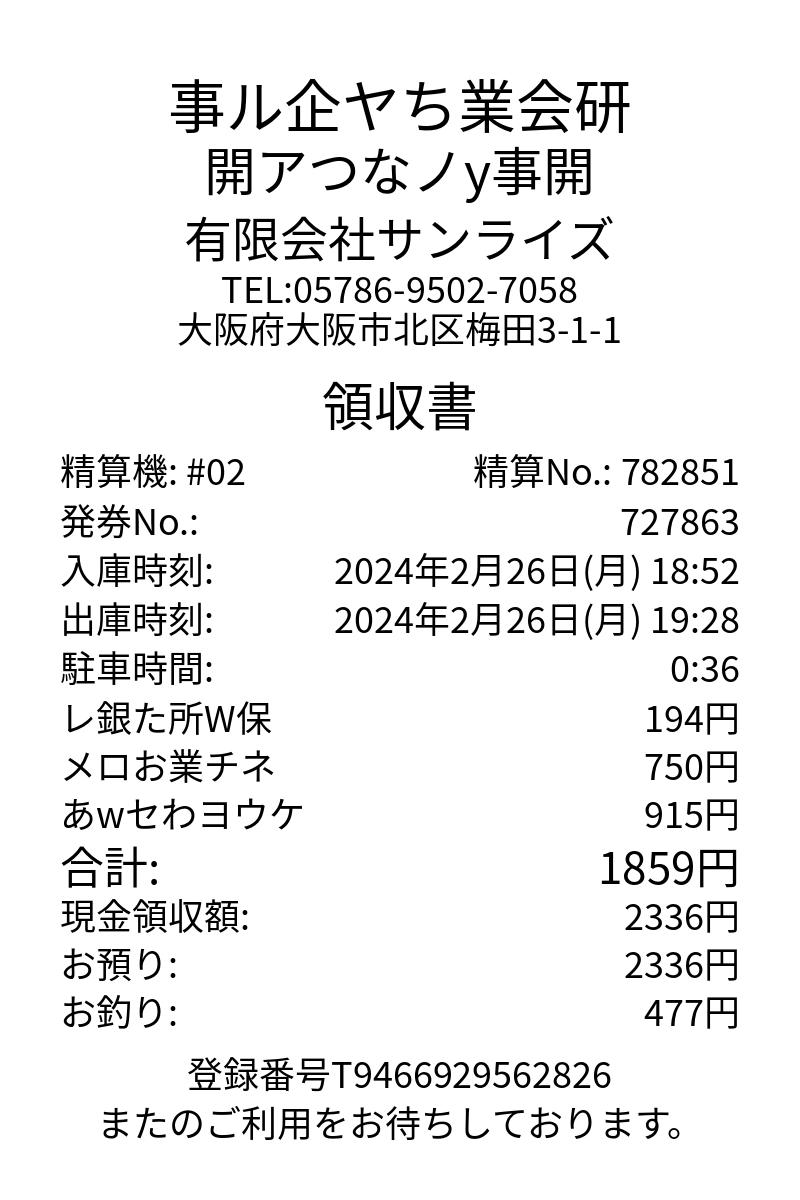 事ル企ヤち業会研
開アつなノy事開
有限会社サンライズ
TEL:05786-9502-7058
大阪府大阪市北区梅田3-1-1
領収書
精算機: #02 精算No.: 782851
発券No.: 727863
入庫時刻: 2024年2月26日(月) 18:52
出庫時刻: 2024年2月26日(月) 19:28
駐車時間: 0:36
レ銀た所W保 194円
メロお業チネ 750円
あwセわヨウケ 915円
合計: 1859円
現金領収額: 2336円
お預り: 2336円
お釣り: 477円
登録番号T9466929562826
またのご利用をお待ちしております。